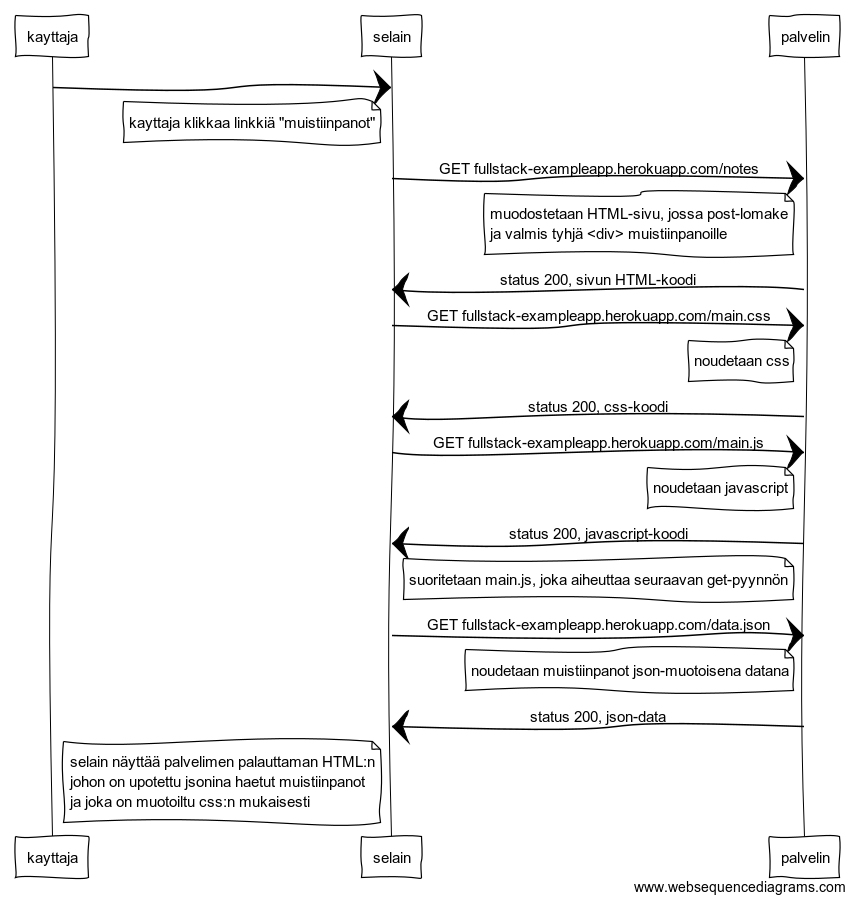 kayttaja
selain
palvelin
kayttaja klikkaa linkkiä "muistiinpanot"
GET fullstack-exampleapp.herokuapp.com/notes
muodostetaan HTML-sivu, jossa post-lomake
ja valmis tyhjä <div> muistiinpanoille
status 200, sivun HTML-koodi
GET fullstack-exampleapp.herokuapp.com/main.css
noudetaan css
status 200, css-koodi
GET fullstack-exampleapp.herokuapp.com/main.js
noudetaan javascript
status 200, javascript-koodi
suoritetaan main.js, joka aiheuttaa seuraavan get-pyynnön
GET fullstack-exampleapp.herokuapp.com/data.json
noudetaan muistiinpanot json-muotoisena datana
status 200, json-data
selain näyttää palvelimen palauttaman HTML:n
johon on upotettu jsonina haetut muistiinpanot
ja joka on muotoiltu css:n mukaisesti
kayttaja
selain
palvelin
www.websequencediagrams.com